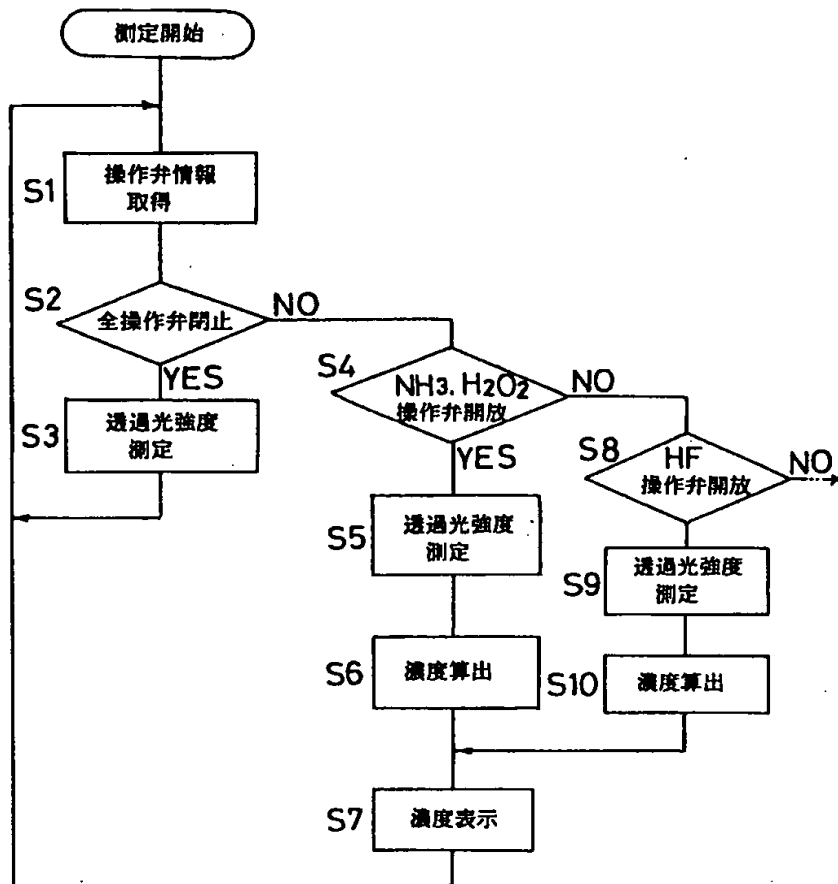 測定開始
S1
操作弁情報
取得
S2
全操作弁閉止
NO
YES
S3
透過光強度
測定
S4
NH3. H2O2
操作弁開放
NO
YES
S5
透過光強度
測定
S6
濃度算出
S7
濃度表示
S8
HF
操作弁開放
NO
S9
透過光強度
測定
S10
濃度算出